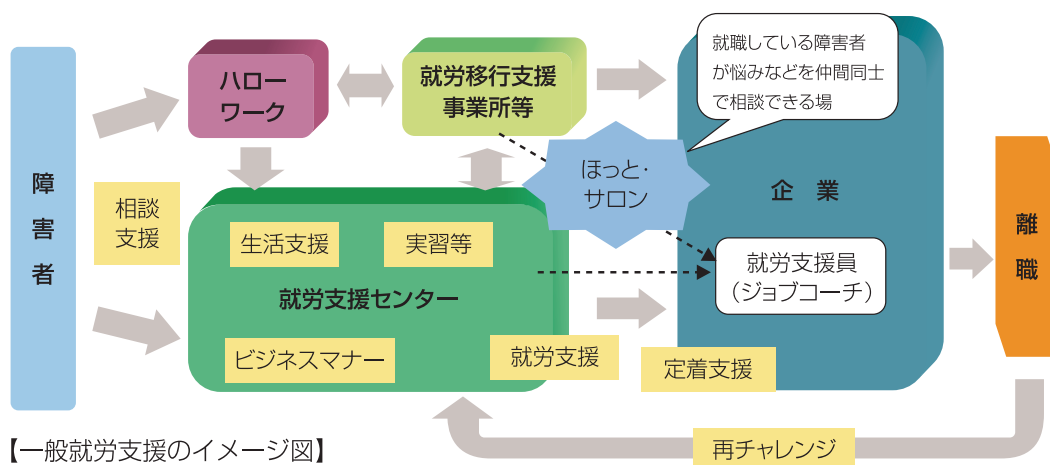 障害者
相談
支援
ハロー
ワーク
就労移行支援
事業所等
就職している障害者
が悩みなどを仲間同士
で相談できる場
ほっと・
サロン
企業
就労支援員
（ジョブコーチ）
離職
生活支援
実習等
就労支援センター
ビジネスマナー
就労支援
定着支援
再チャレンジ
【一般就労支援のイメージ図】